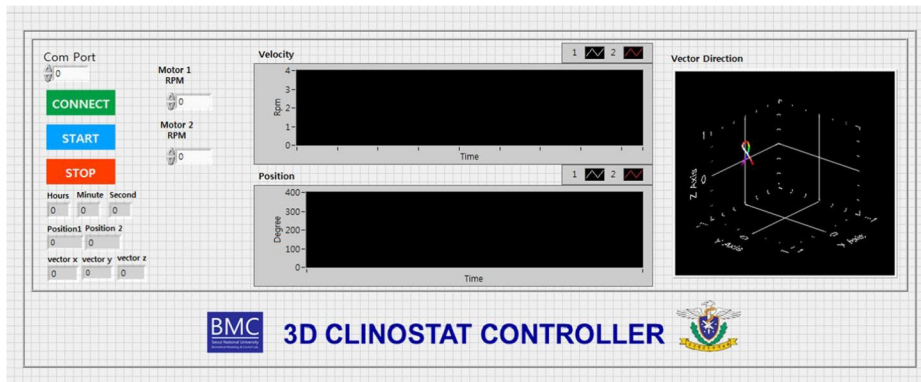 Com Port
0
CONNECT
START
STOP
Hours Minute Second
0 0 0
Position1 Position 2
0 0
vector x vector y vector z
0 0 0
Motor 1
RPM
0
Motor 2
RPM
0
Velocity
1 2
Rpm
4
3
2
1
0
Time
Position
1 2
Degree
400
300
200
100
0
Time
Vector Direction
Z Axis
0
BMC
Seoul National University
3D CLINOSTAT CONTROLLER